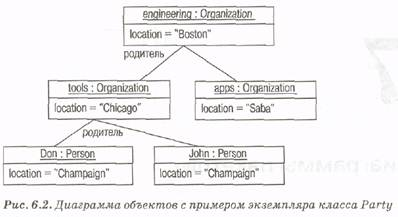 engineering : Organization
location = "Boston"
родитель
tools : Organization
location = "Chicago"
apps : Organization
location = "Saba"
родитель
Don : Person
location = "Champaign"
John : Person
location = "Champaign"
Рис. 6.2. Диаграмма объектов с примером экземпляра класса Party